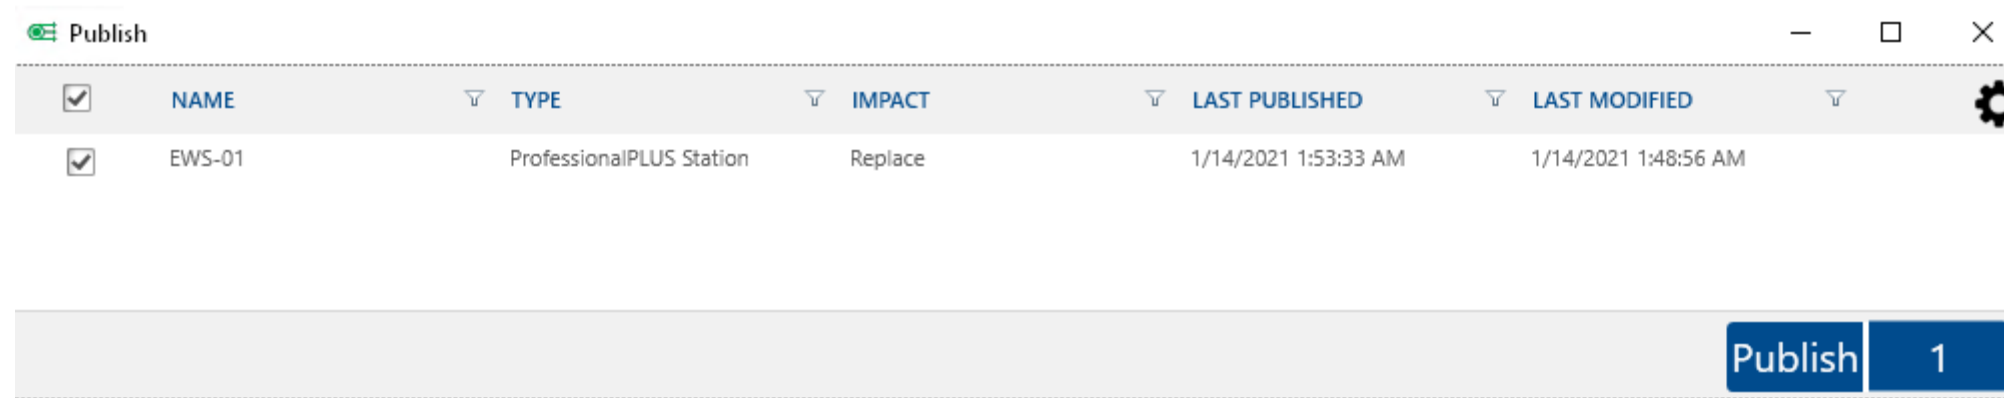 Publish
NAME TYPE IMPACT LAST PUBLISHED LAST MODIFIED
EWS-01 ProfessionalPLUS Station Replace 1/14/2021 1:53:33 AM 1/14/2021 1:48:56 AM
Publish 1